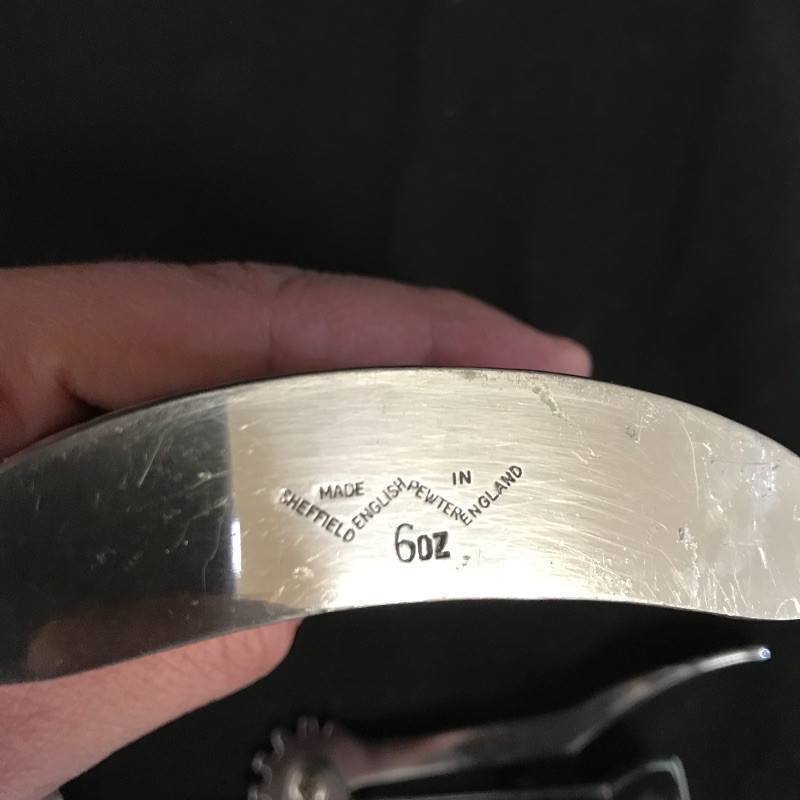 MADE IN
SHEFFIELD ENGLISH PEWTER ENGLAND
6oz